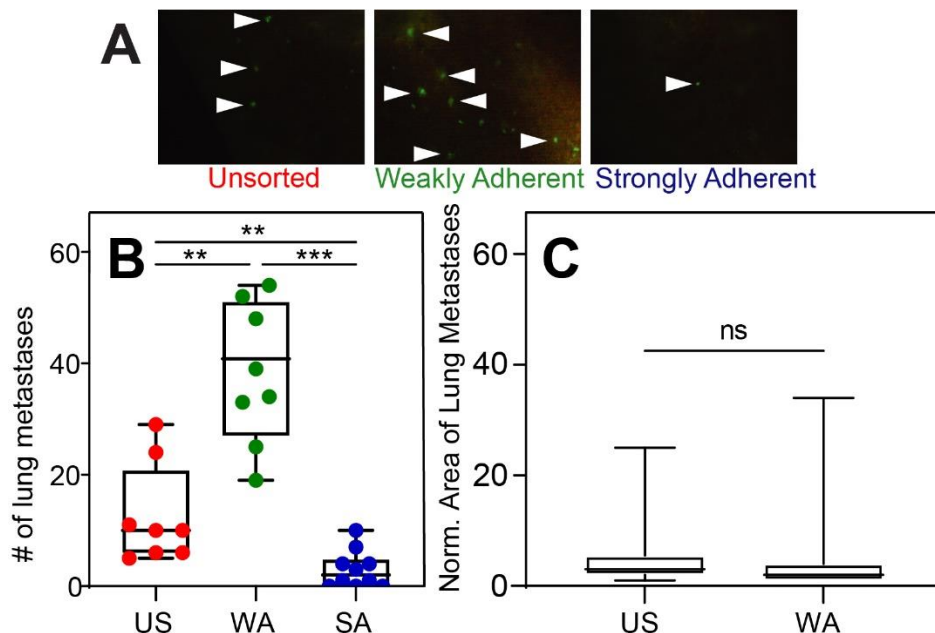 A
Unsorted
Weakly Adherent
Strongly Adherent
B
# of lung metastases
60
40
20
0
**
** ***
US WA SA
C
Norm. Area of Lung Metastases
60
40
20
0
ns
US WA